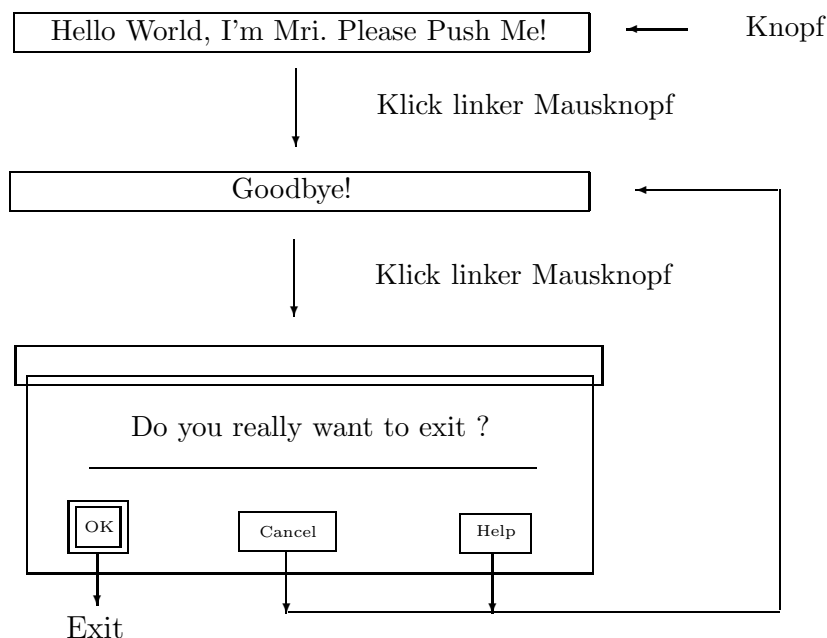 Hello World, I'm Mri. Please Push Me!
Knopf
Klick linker Mausknopf
Goodbye!
Klick linker Mausknopf
Do you really want to exit ?
OK
Cancel
Help
Exit